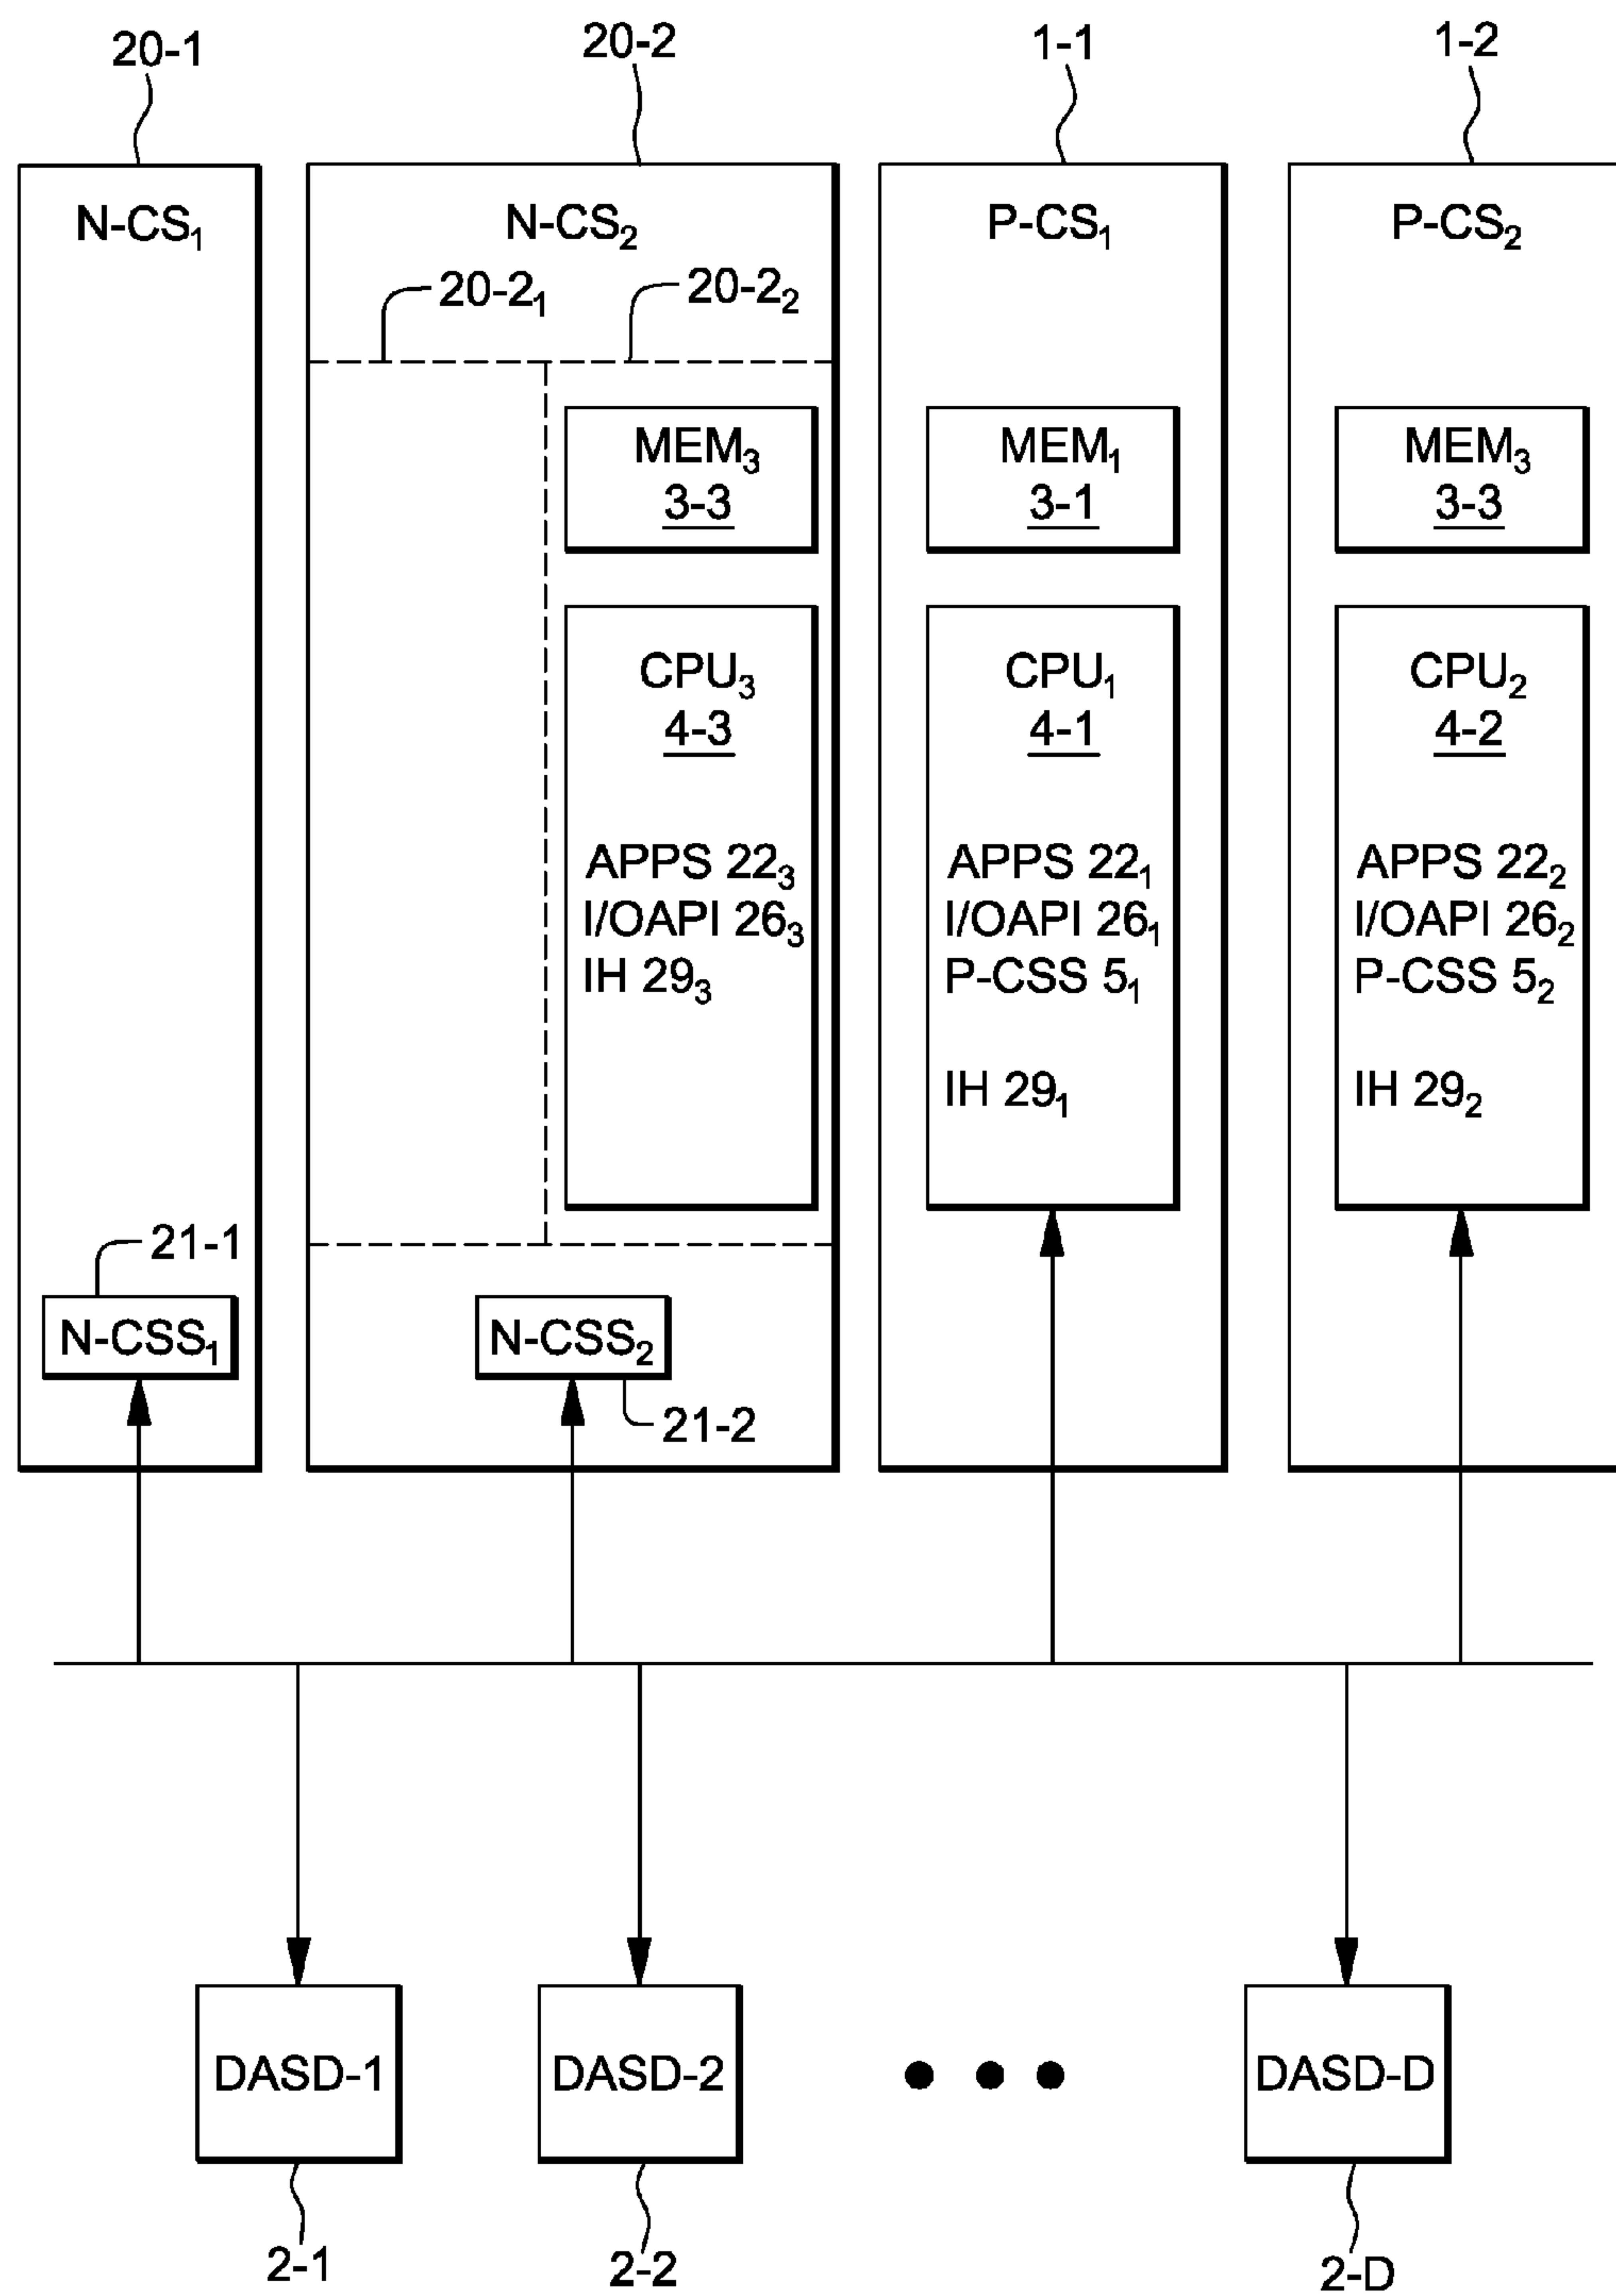 20-1
20-2
1-1
1-2
N-CS₁
N-CS₂
P-CS₁
P-CS₂
20-2₁
20-2₂
MEM₃
3-3
MEM₁
3-1
MEM₃
3-3
CPU₃
4-3
APPS 22₃
I/OAPI 26₃
IH 29₃
CPU₁
4-1
APPS 22₁
I/OAPI 26₁
P-CSS 5₁
IH 29₁
CPU₂
4-2
APPS 22₂
I/OAPI 26₂
P-CSS 5₂
IH 29₂
21-1
N-CSS₁
N-CSS₂
21-2
DASD-1
DASD-2
DASD-D
2-1
2-2
2-D